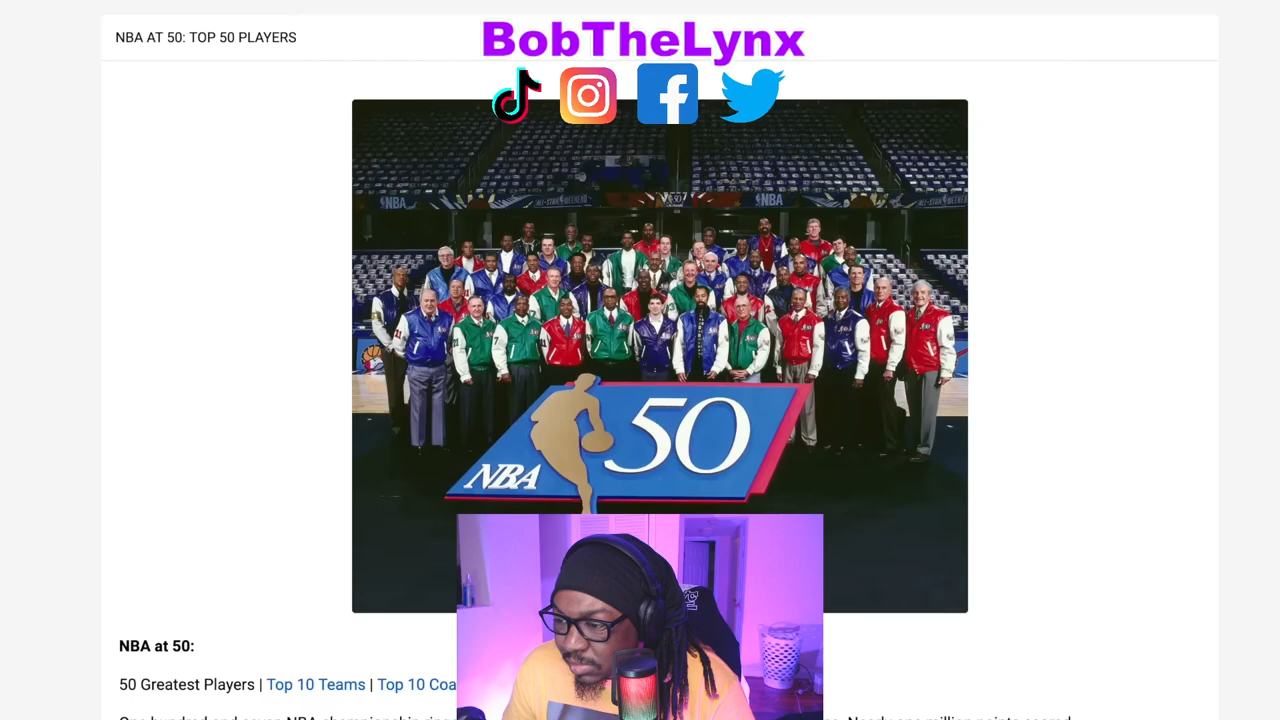 NBA AT 50: TOP 50 PLAYERS
BobTheLynx
NBA
NBA
50
NBA
NBA at 50:
50 Greatest Players | Top 10 Teams | Top 10 Coa